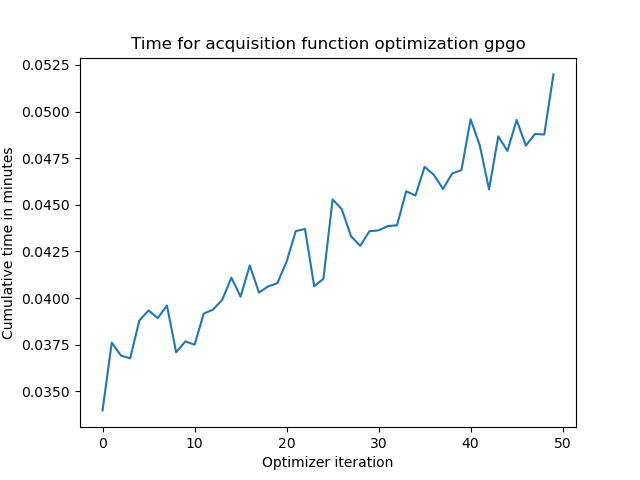 Time for acquisition function optimization gpgo
0.0525
0.0500
0.0475
0.0450
0.0425
0.0400
0.0375
0.0350
Cumulative time in minutes
0 10 20 30 40 50
Optimizer iteration